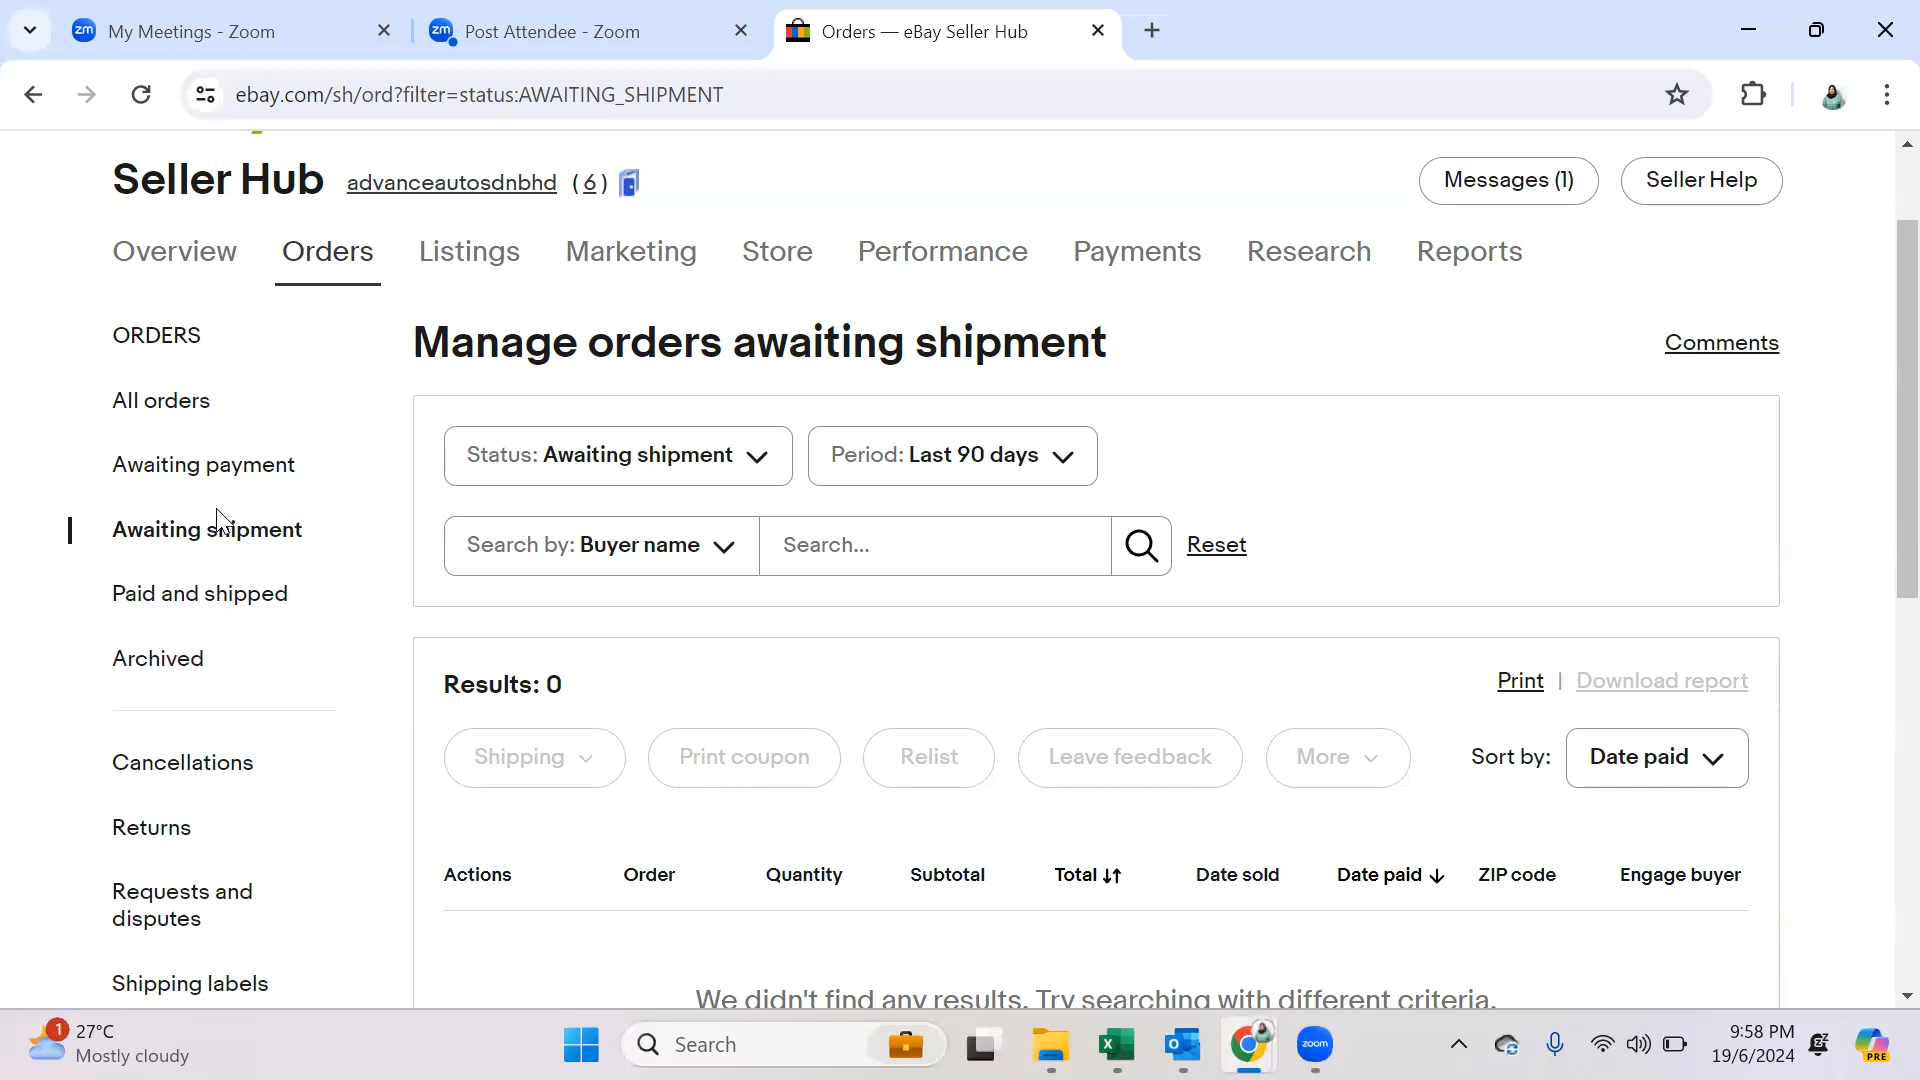 zm My Meetings - Zoom
zm Post Attendee - Zoom
Orders — eBay Seller Hub
ebay.com/sh/ord?filter=status:AWAITING_SHIPMENT
Seller Hub advanceautosdnbhd (6)
Messages (1) Seller Help
Overview Orders Listings Marketing Store Performance Payments Research Reports
ORDERS
All orders
Awaiting payment
Awaiting shipment
Paid and shipped
Archived
Cancellations
Returns
Requests and
disputes
Shipping labels
Manage orders awaiting shipment
Comments
Status: Awaiting shipment Period: Last 90 days
Search by: Buyer name Search... Reset
Results: 0
Print | Download report
Shipping Print coupon Relist Leave feedback More Sort by: Date paid
Actions Order Quantity Subtotal Total Date sold Date paid ZIP code Engage buyer
We didn't find any results. Try searching with different criteria.
1 27°C
Mostly cloudy
Search
zoom
9:58 PM
19/6/2024
PRE